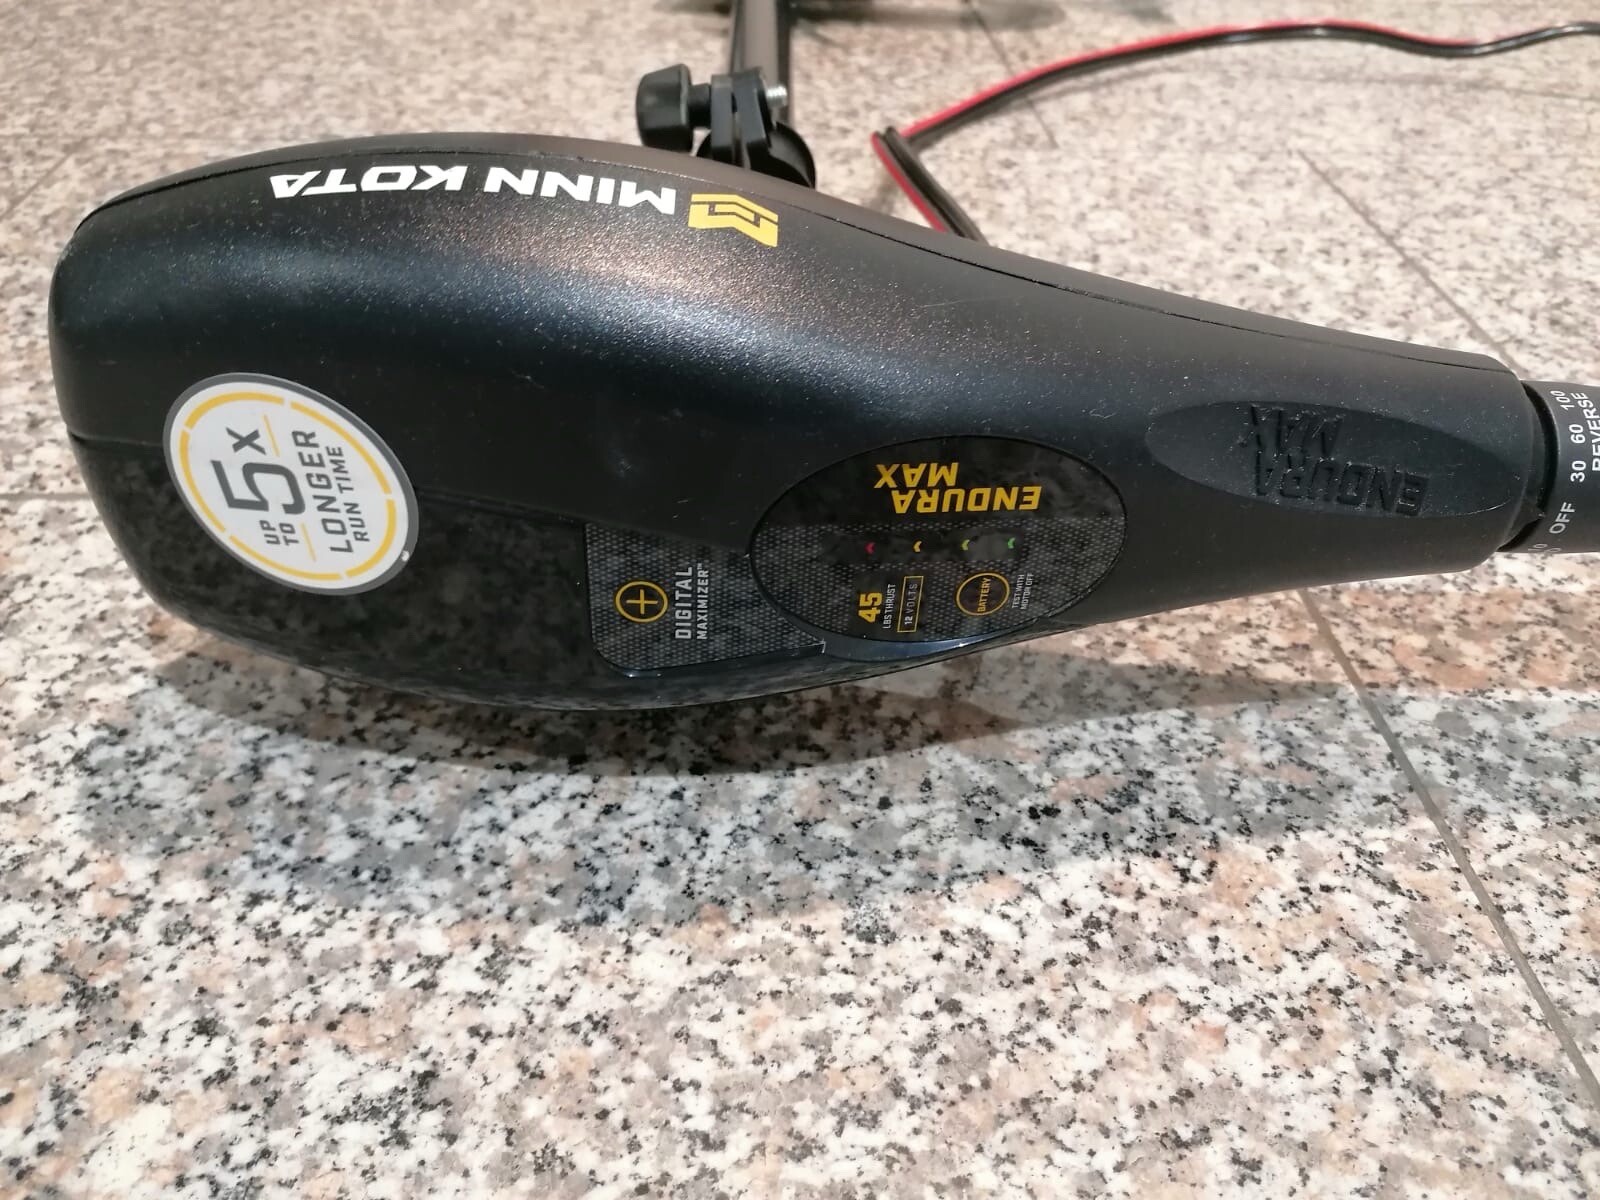 MINN KOTA
UP TO 5X
LONGER
RUN TIME
DIGITAL
MAXIMIZER™
ENDURA
MAX
45
LBS THRUST
12 VOLTS
BATTERY
TEST WITH
MOTOR OFF
ENDURA
MAX
OFF 30 60 100
REVERSE